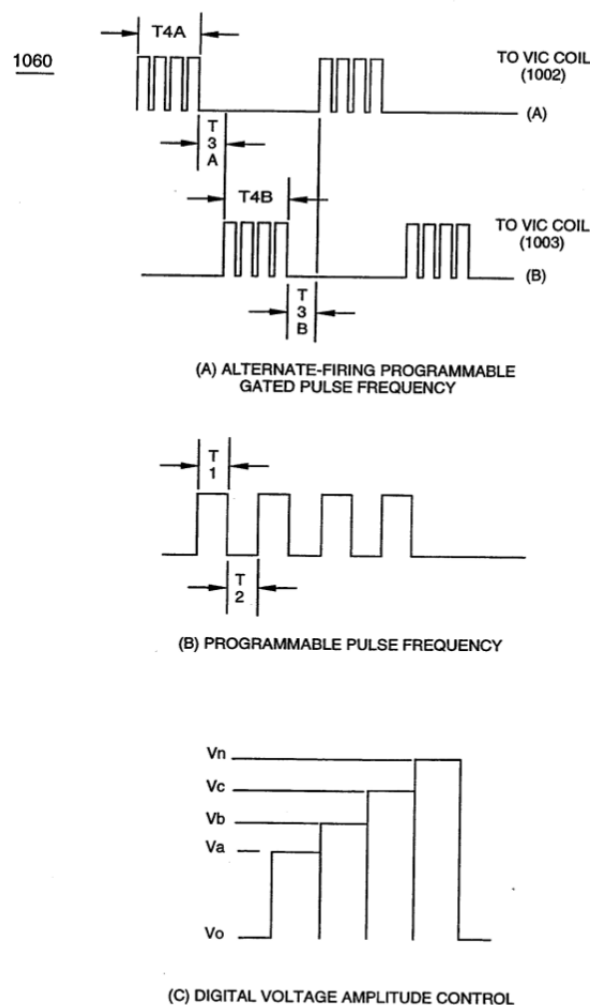 T4A
1060
TO VIC COIL
(1002)
(A)
T
3
A
T4B
TO VIC COIL
(1003)
(B)
T
3
B
(A) ALTERNATE-FIRING PROGRAMMABLE
GATED PULSE FREQUENCY
T
1
T
2
(B) PROGRAMMABLE PULSE FREQUENCY
Vn
Vc
Vb
Va
Vo
(C) DIGITAL VOLTAGE AMPLITUDE CONTROL